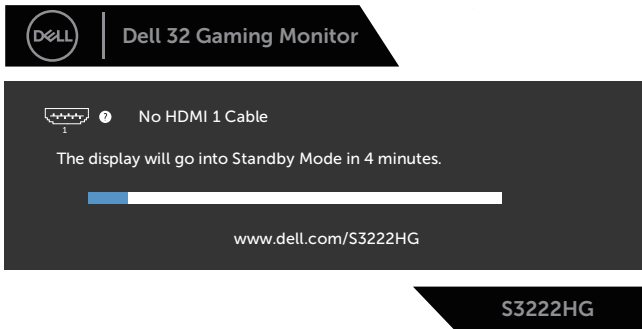 DELL
Dell 32 Gaming Monitor
? No HDMI 1 Cable
1
The display will go into Standby Mode in 4 minutes.
www.dell.com/S3222HG
S3222HG